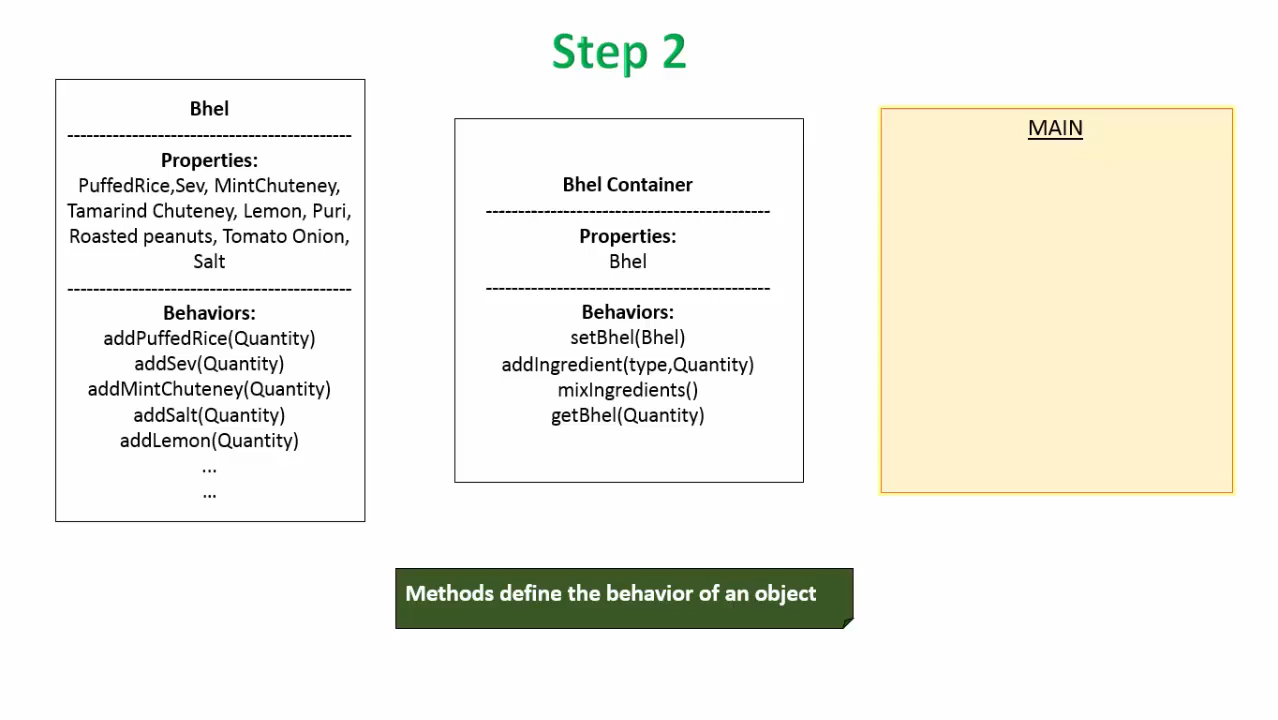 Step 2
Bhel
--------------------------------------------
Properties:
PuffedRice,Sev, MintChuteney,
Tamarind Chuteney, Lemon, Puri,
Roasted peanuts, Tomato Onion,
Salt
--------------------------------------------
Behaviors:
addPuffedRice(Quantity)
addSev(Quantity)
addMintChuteney(Quantity)
addSalt(Quantity)
addLemon(Quantity)
...
...
Bhel Container
--------------------------------------------
Properties:
Bhel
--------------------------------------------
Behaviors:
setBhel(Bhel)
addIngredient(type,Quantity)
mixIngredients()
getBhel(Quantity)
MAIN
Methods define the behavior of an object